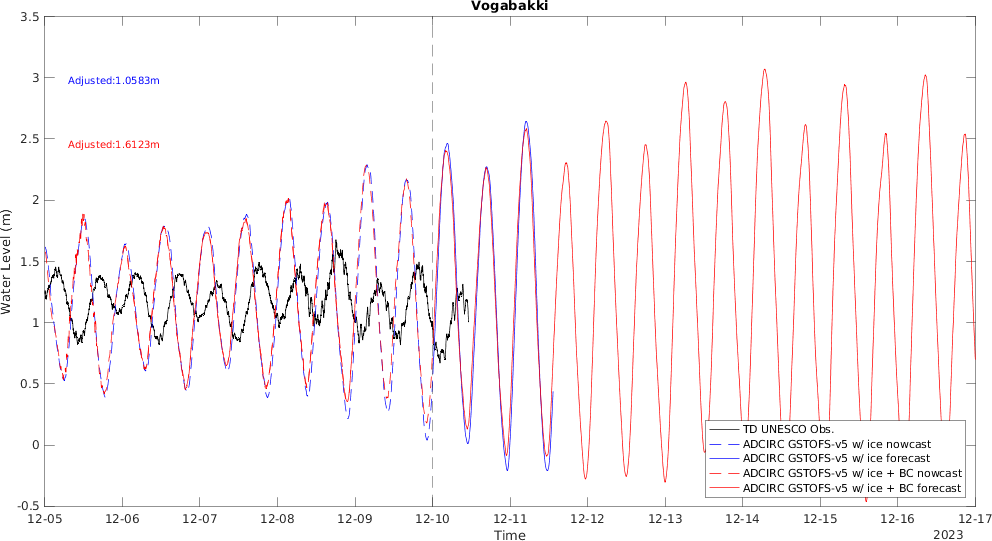 Vogabakki
3.5
3
2.5
2
1.5
1
0.5
0
-0.5
Water Level (m)
Adjusted:1.0583m
Adjusted:1.6123m
TD UNESCO Obs.
ADCIRC GSTOFS-v5 w/ ice nowcast
ADCIRC GSTOFS-v5 w/ ice forecast
ADCIRC GSTOFS-v5 w/ ice + BC nowcast
ADCIRC GSTOFS-v5 w/ ice + BC forecast
12-05 12-06 12-07 12-08 12-09 12-10 12-11 12-12 12-13 12-14 12-15 12-16 12-17
Time
2023